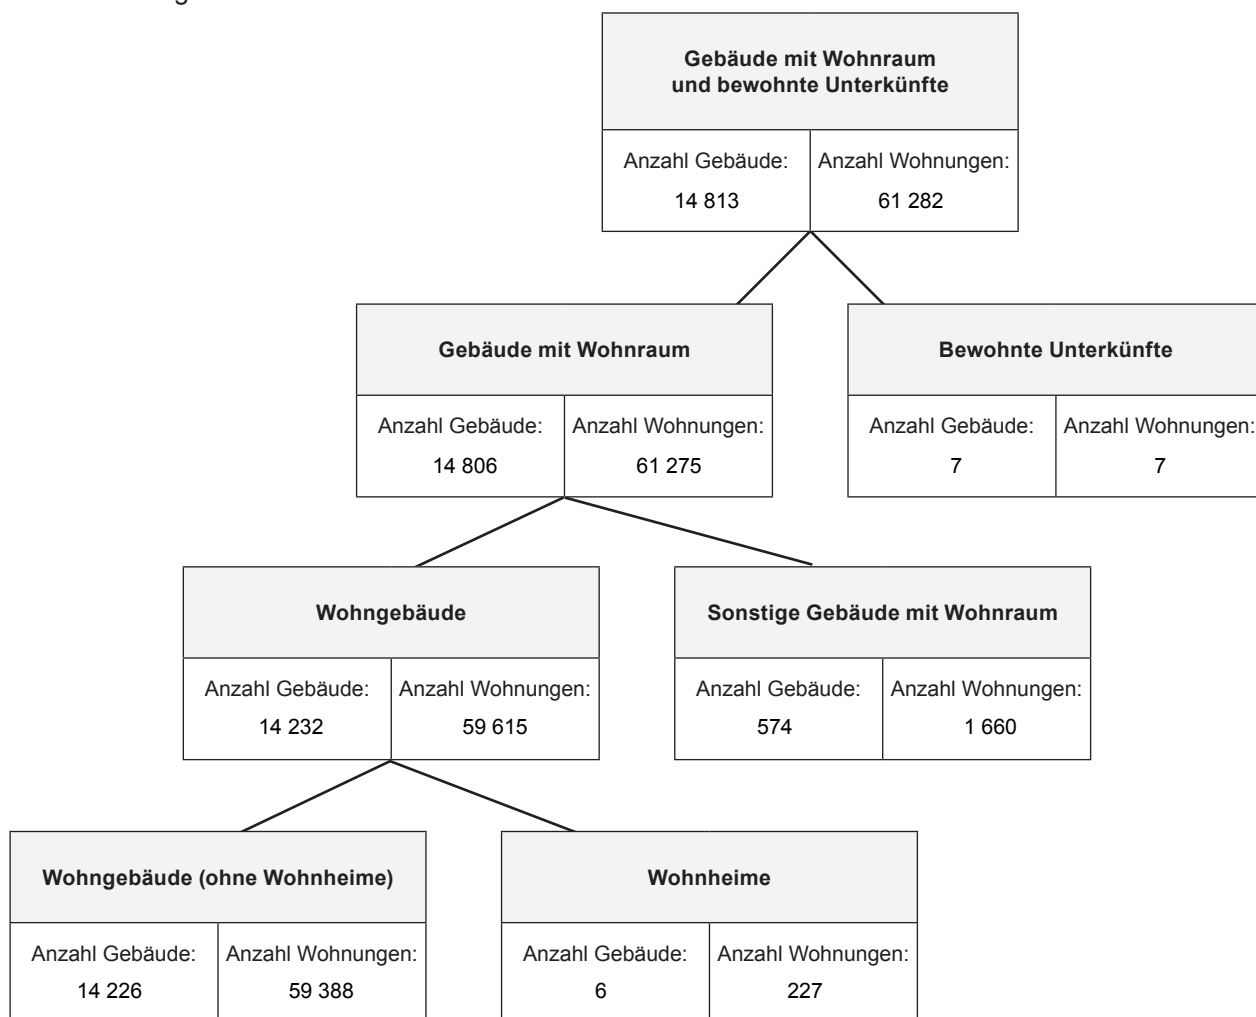 Gebäude mit Wohnraum
und bewohnte Unterkünfte
Anzahl Gebäude: Anzahl Wohnungen:
14 813 61 282
Gebäude mit Wohnraum
Anzahl Gebäude: Anzahl Wohnungen:
14 806 61 275
Bewohnte Unterkünfte
Anzahl Gebäude: Anzahl Wohnungen:
7 7
Wohngebäude
Anzahl Gebäude: Anzahl Wohnungen:
14 232 59 615
Sonstige Gebäude mit Wohnraum
Anzahl Gebäude: Anzahl Wohnungen:
574 1 660
Wohngebäude (ohne Wohnheime)
Anzahl Gebäude: Anzahl Wohnungen:
14 226 59 388
Wohnheime
Anzahl Gebäude: Anzahl Wohnungen:
6 227